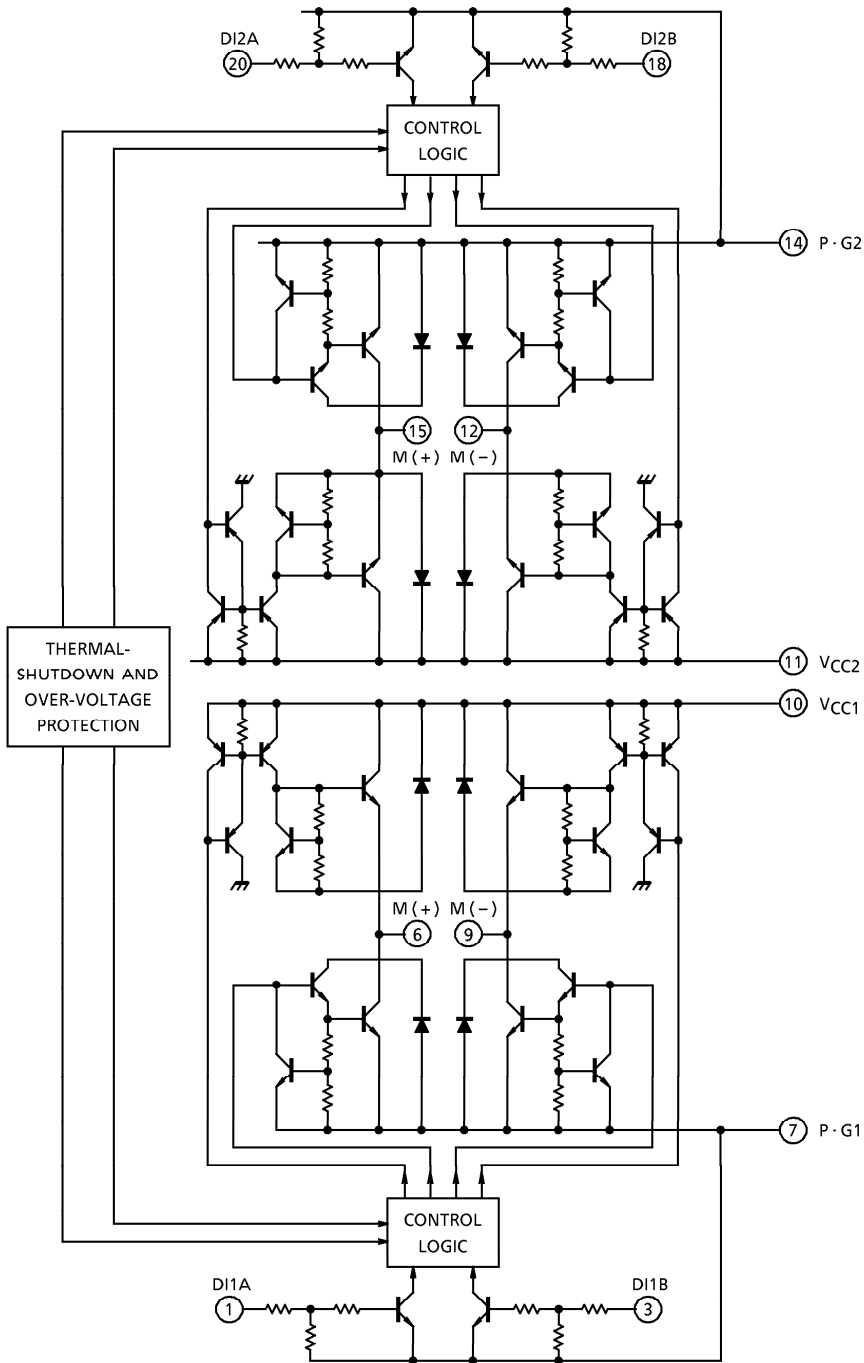 DI2A
DI2B
20
18
CONTROL
LOGIC
14 P·G2
15
12
M(+) M(−)
THERMAL-
SHUTDOWN AND
OVER-VOLTAGE
PROTECTION
11 VCC2
10 VCC1
M(+) M(−)
6
9
7 P·G1
CONTROL
LOGIC
DI1A
DI1B
1
3